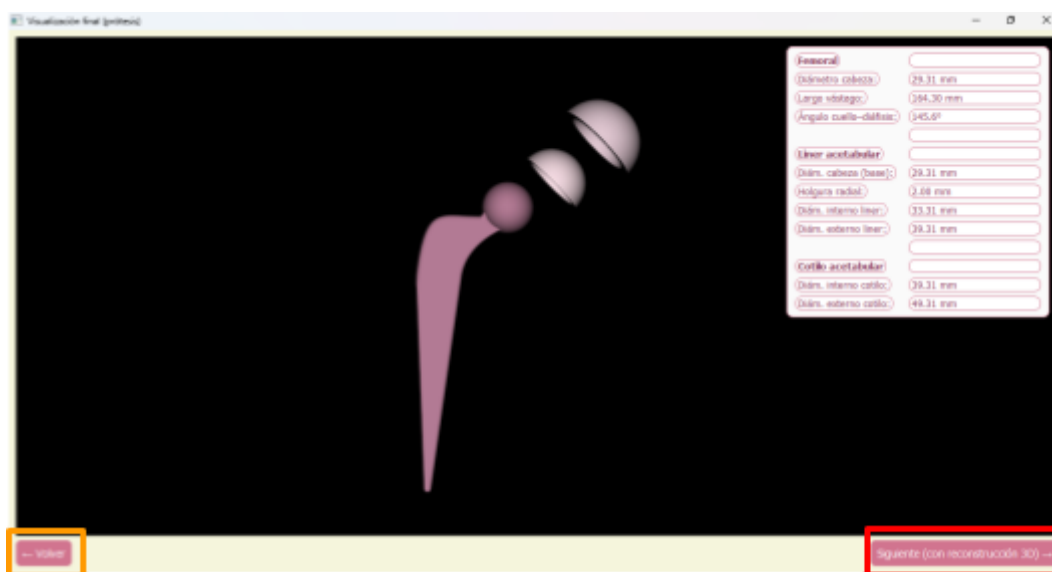 Visualización final (prótesis)
Femoral
Diámetro cabeza: 29.31 mm
Largo vástago: 164.30 mm
Ángulo cuello-diáfisis: 145.6º
Liner acetabular
Diám. cabeza (base): 29.31 mm
Holgura radial: 2.00 mm
Diám. interno liner: 33.31 mm
Diám. externo liner: 39.31 mm
Cotilo acetabular
Diám. interno cotilo: 39.31 mm
Diám. externo cotilo: 49.31 mm
← Volver
Siguiente (con reconstrucción 3D) →